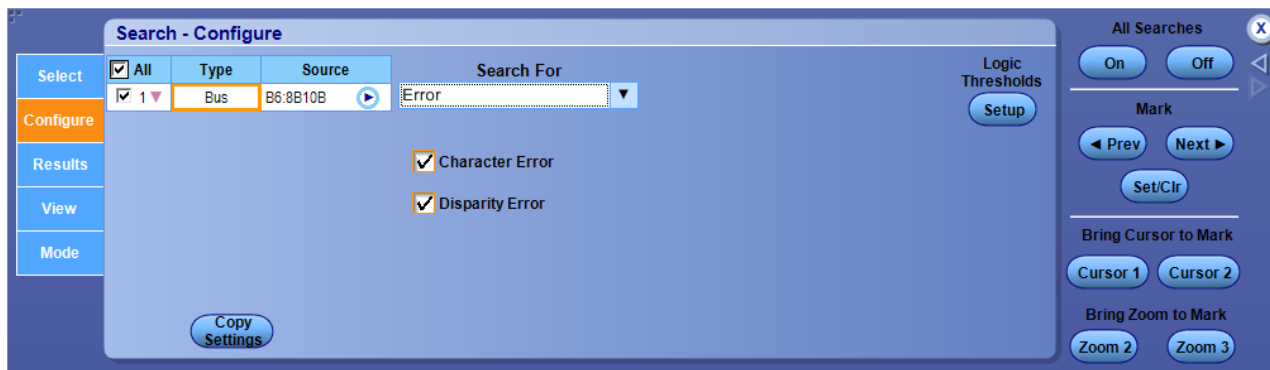 Search - Configure
Select
Configure
Results
View
Mode
All Type Source
1 Bus B6:8B10B
Search For
Error
Character Error
Disparity Error
Copy
Settings
Logic
Thresholds
Setup
All Searches
On Off
X
Mark
◄ Prev Next ►
Set/Clr
Bring Cursor to Mark
Cursor 1 Cursor 2
Bring Zoom to Mark
Zoom 2 Zoom 3